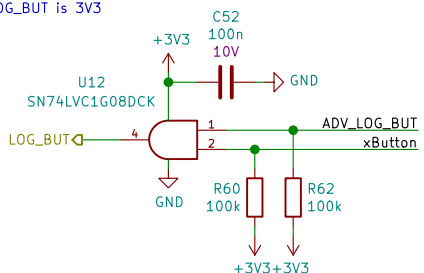 OG_BUT is 3V3
C52
100n
10V
+3V3
GND
U12
SN74LVC1G08DCK
LOG_BUT
4
1
2
ADV_LOG_BUT
xButton
GND
R60
100k
R62
100k
+3V3
+3V3